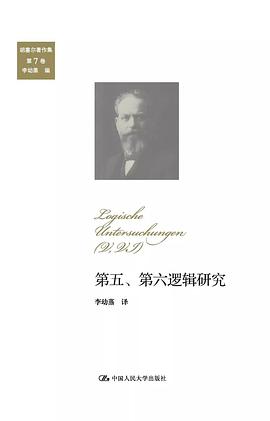 胡塞尔著作集
第7卷
李幼蒸 编
Logische
Untersuchungen
(V, VI)
第五、第六逻辑研究
李幼蒸 译
中国人民大学出版社